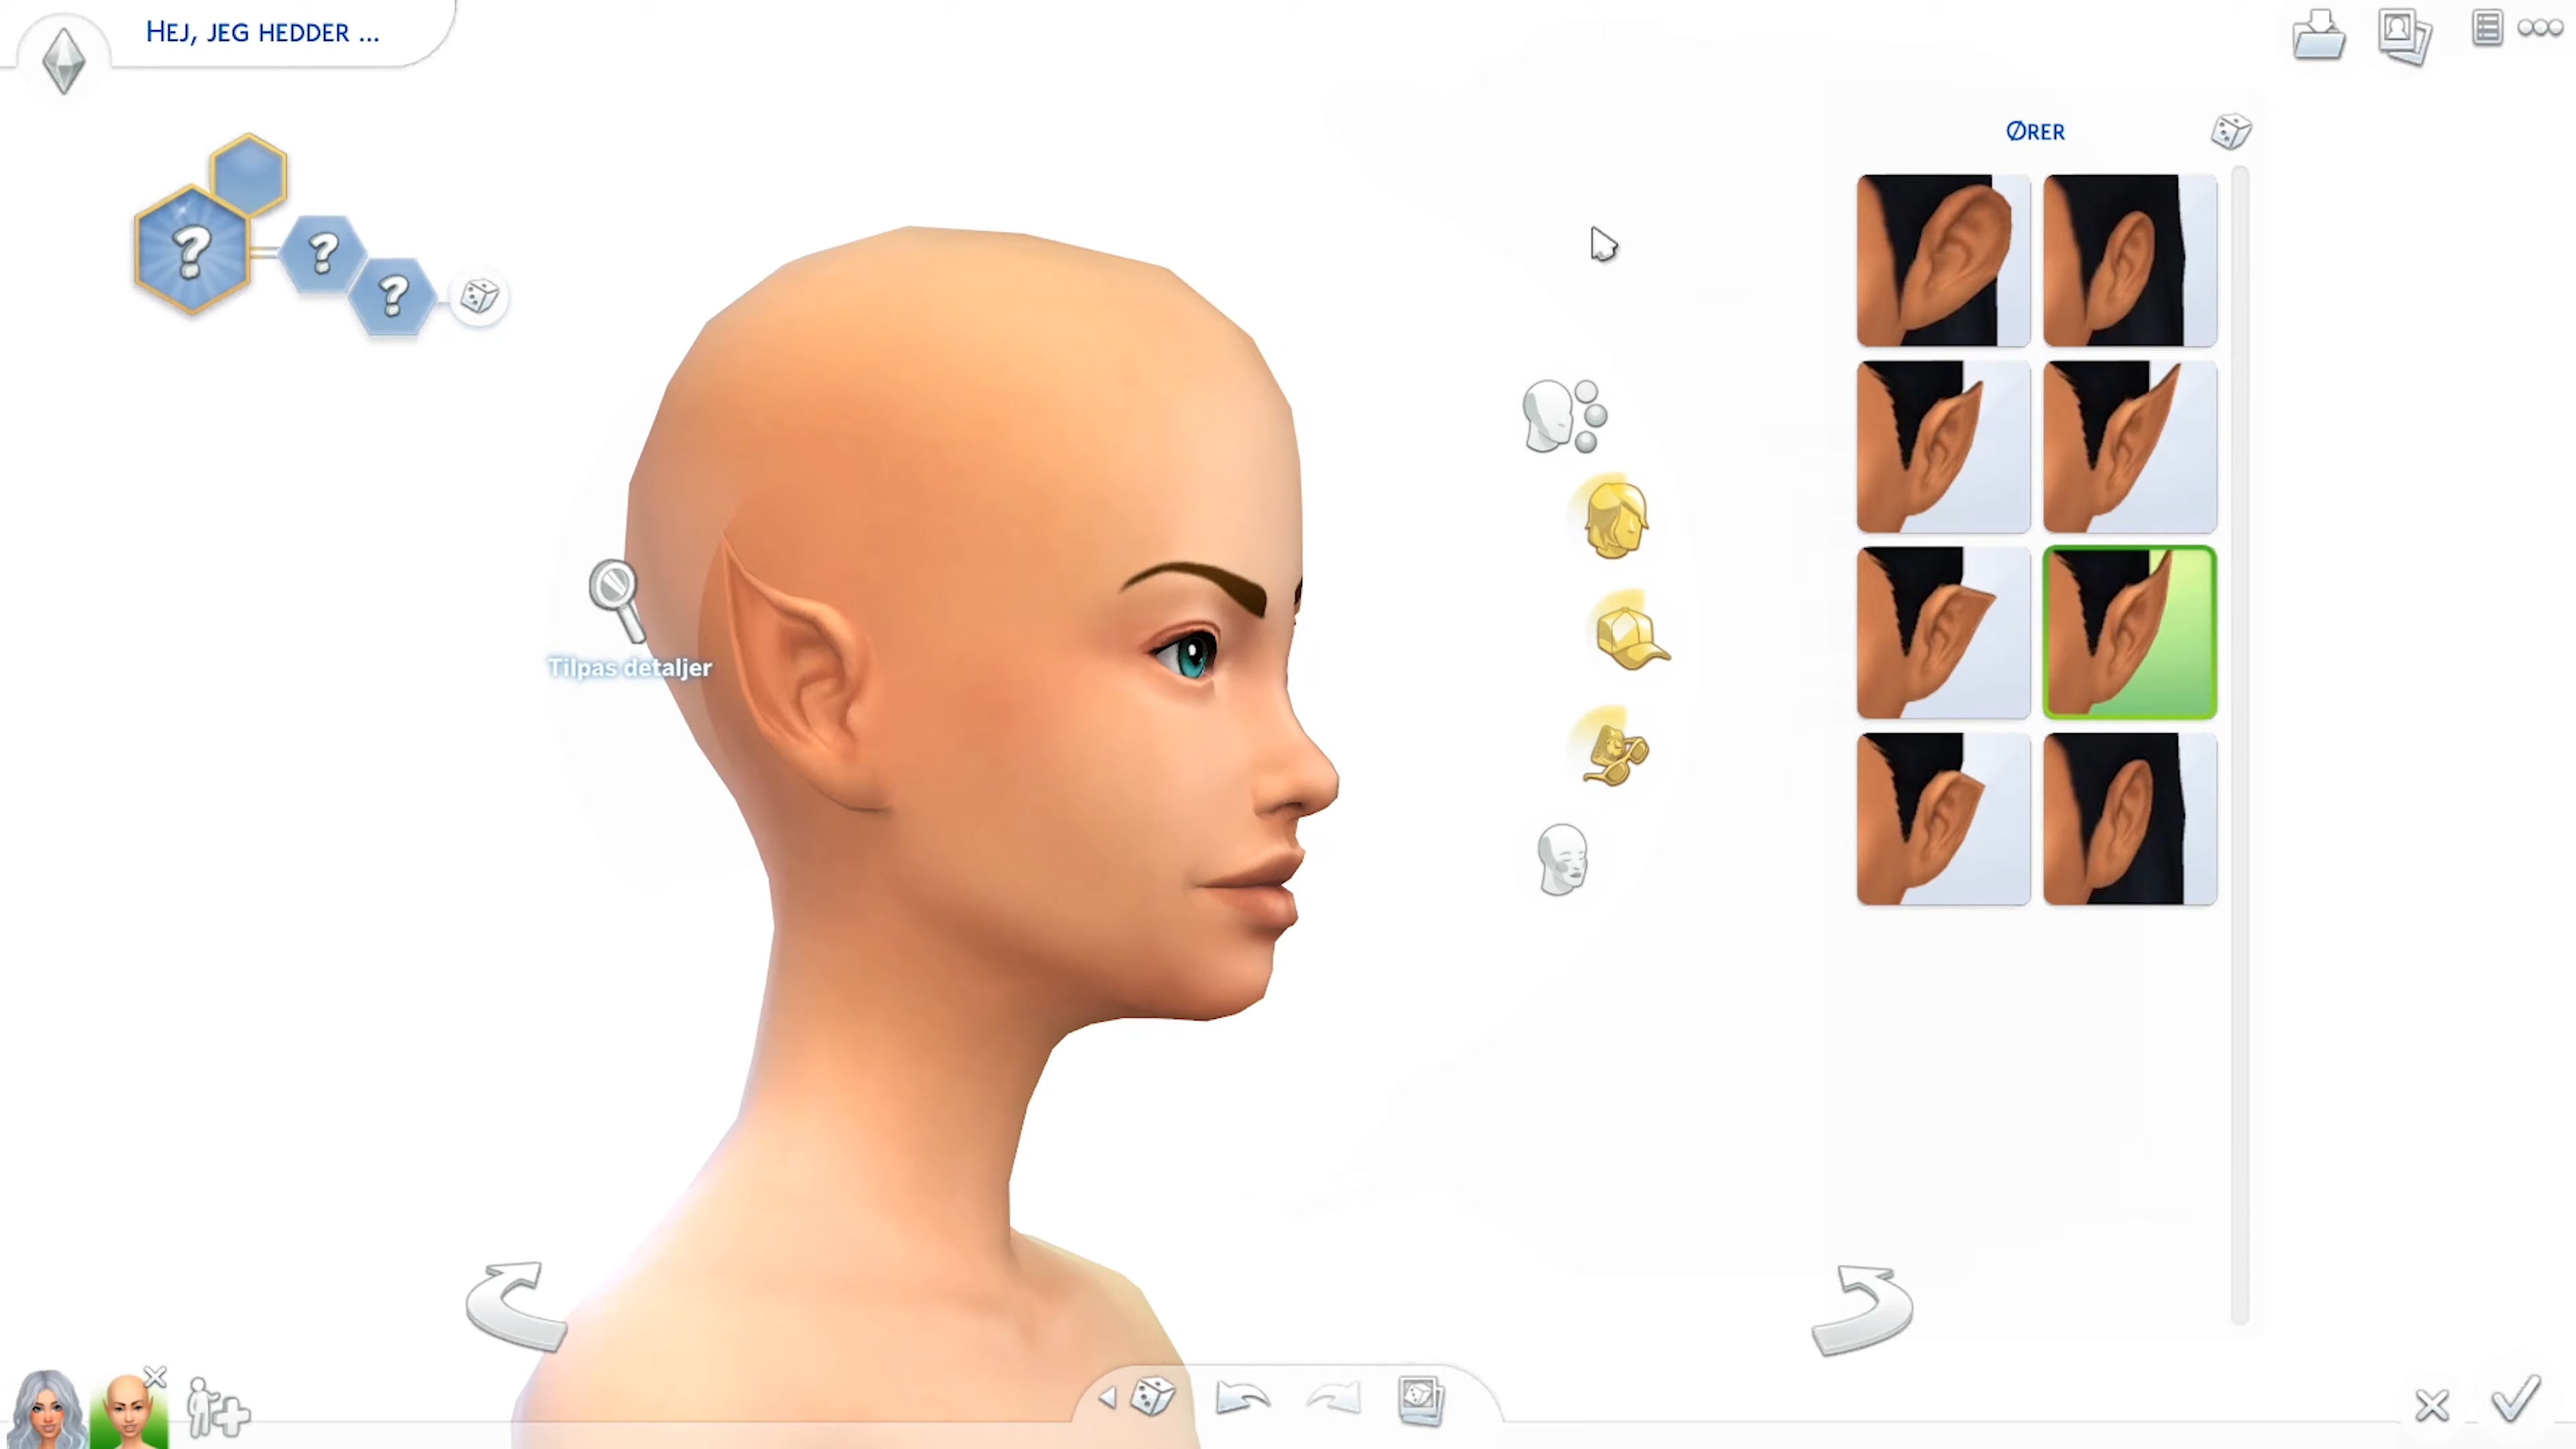 HEJ, JEG HEDDER ...
ØRER
?
?
?
Tilpas detaljer